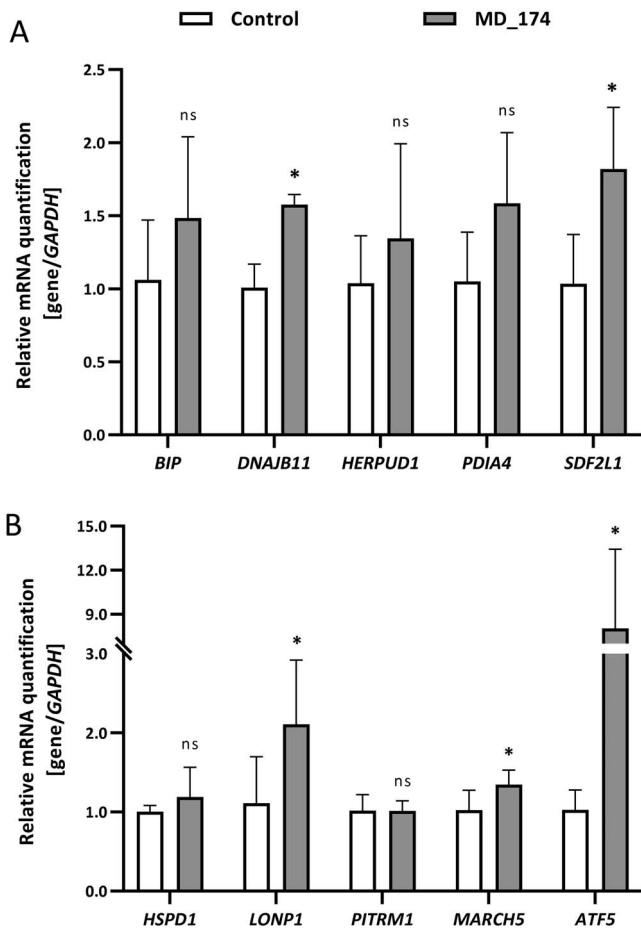 Control MD_174
A
Relative mRNA quantification
[gene/GAPDH]
2.5
2.0
1.5
1.0
0.5
0.0
ns
*
ns
ns
*
BIP DNAJB11 HERPUD1 PDIA4 SDF2L1
B
Relative mRNA quantification
[gene/GAPDH]
15.0
12.0
9.0
3.0
2.0
1.0
0.0
ns
*
ns
*
*
HSPD1 LONP1 PITRM1 MARCH5 ATF5